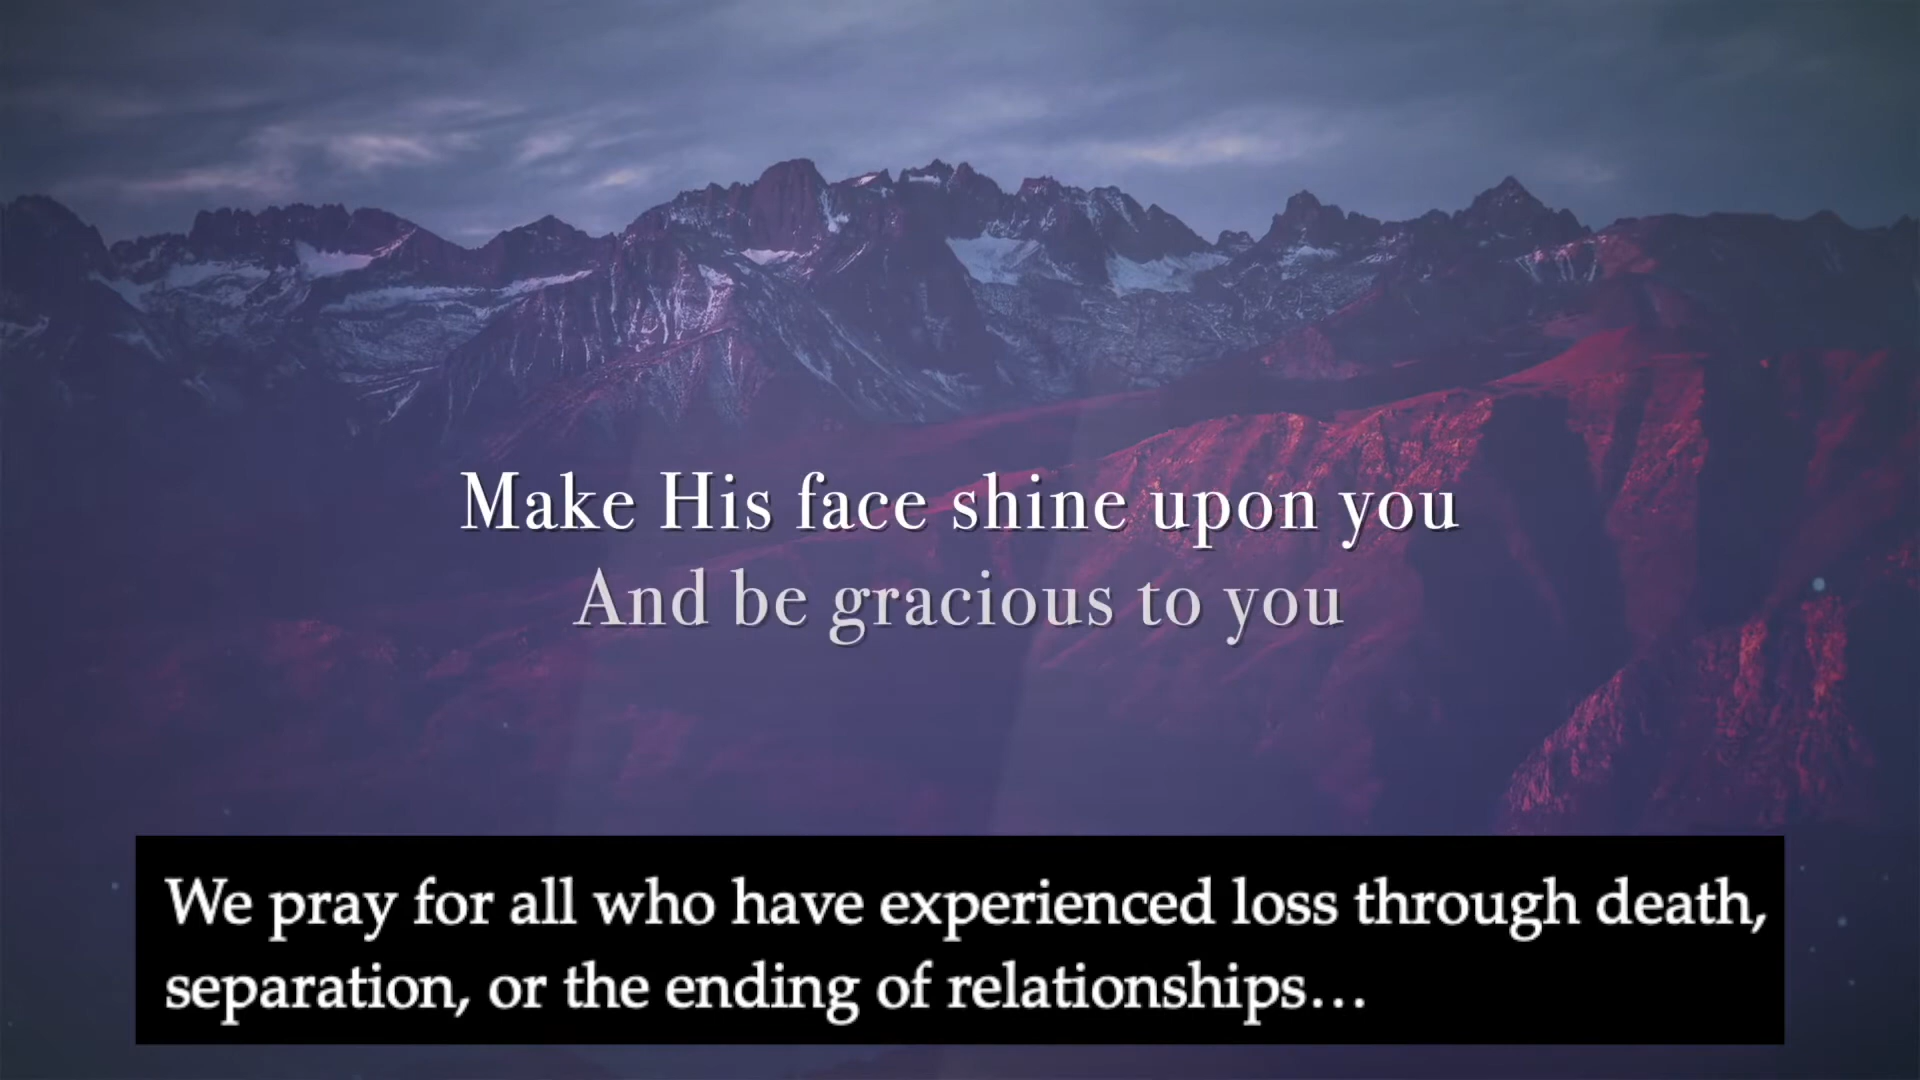 Make His face shine upon you
And be gracious to you
We pray for all who have experienced loss through death,
separation, or the ending of relationships…